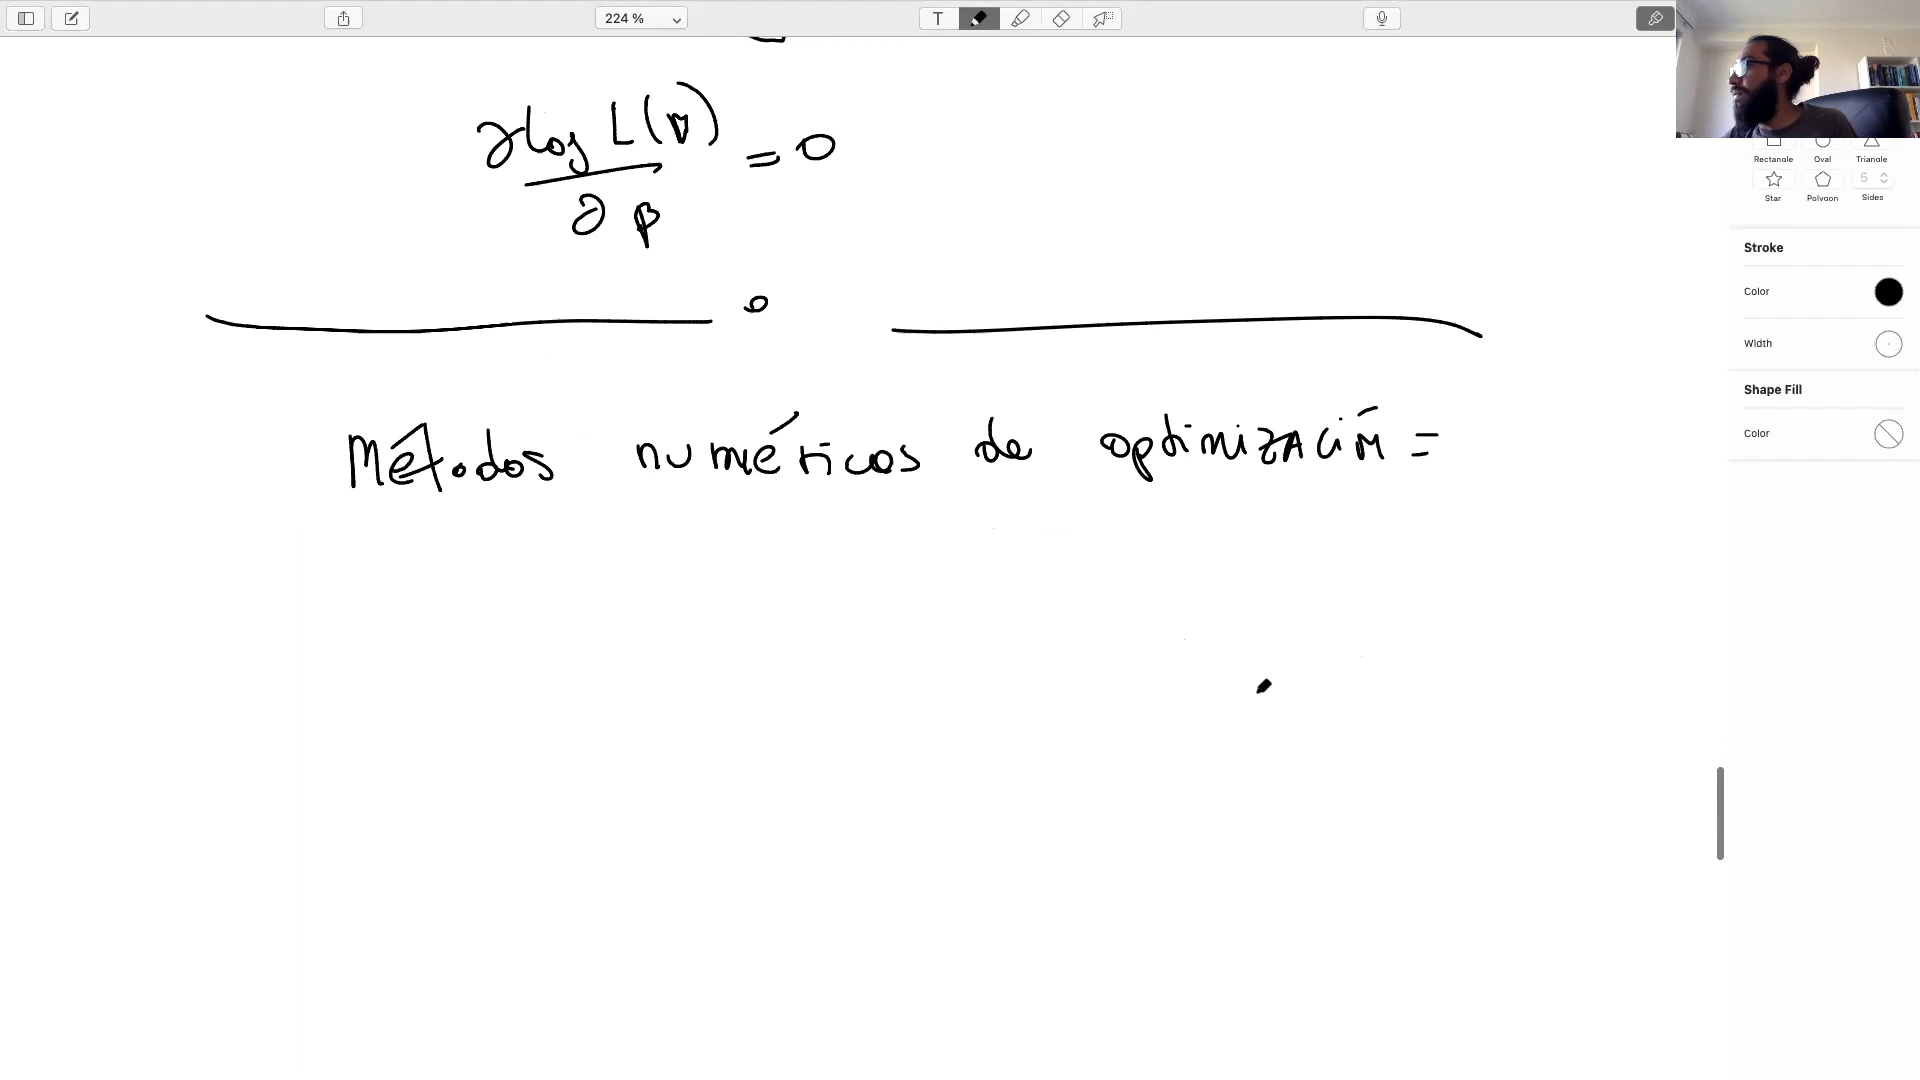 224 %
T
∂log L(θ)
= 0
∂ β
Métodos numéricos de optimización =
Rectangle Oval Triangle
5
Star Polygon Sides
Stroke
Color
Width
Shape Fill
Color